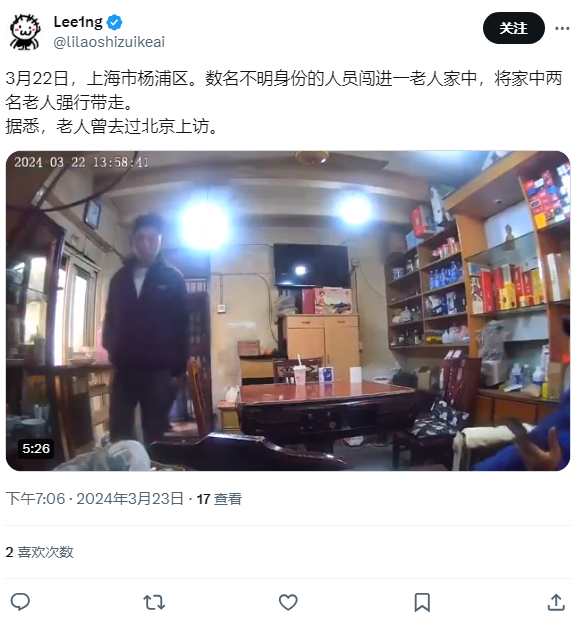 Lee1ng
@lilaoshizuikeai
关注
3月22日，上海市杨浦区。数名不明身份的人员闯进一老人家中，将家中两
名老人强行带走。
据悉，老人曾去过北京上访。
2024-03-22 13:58:41
5:26
下午7:06 · 2024年3月23日 · 17 查看
2 喜欢次数